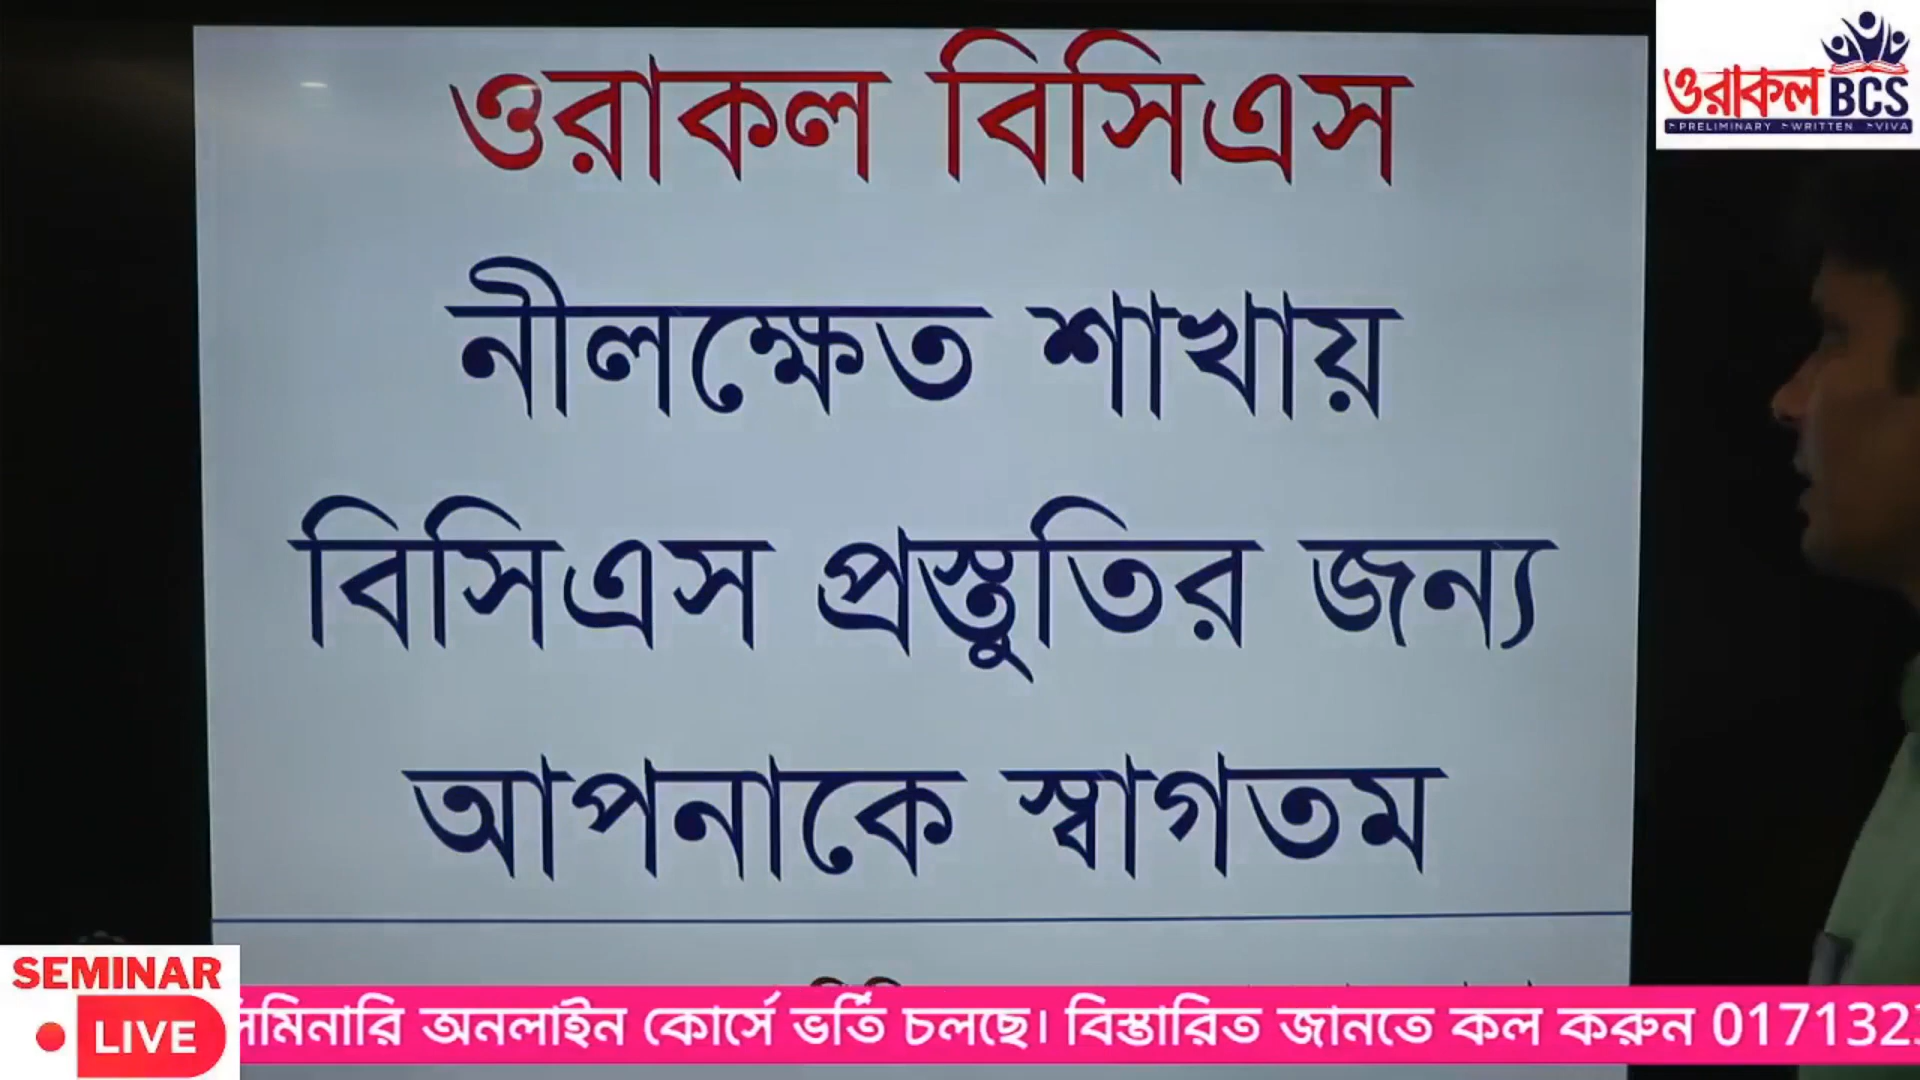 ওরাকল বিসিএস
নীলক্ষেত শাখায়
বিসিএস প্রস্তুতির জন্য
আপনাকে স্বাগতম
ওরাকল BCS
PRELIMINARY WRITTEN VIVA
SEMINAR
LIVE
অনলাইন কোর্সে ভর্তি চলছে। বিস্তারিত জানতে কল করুন